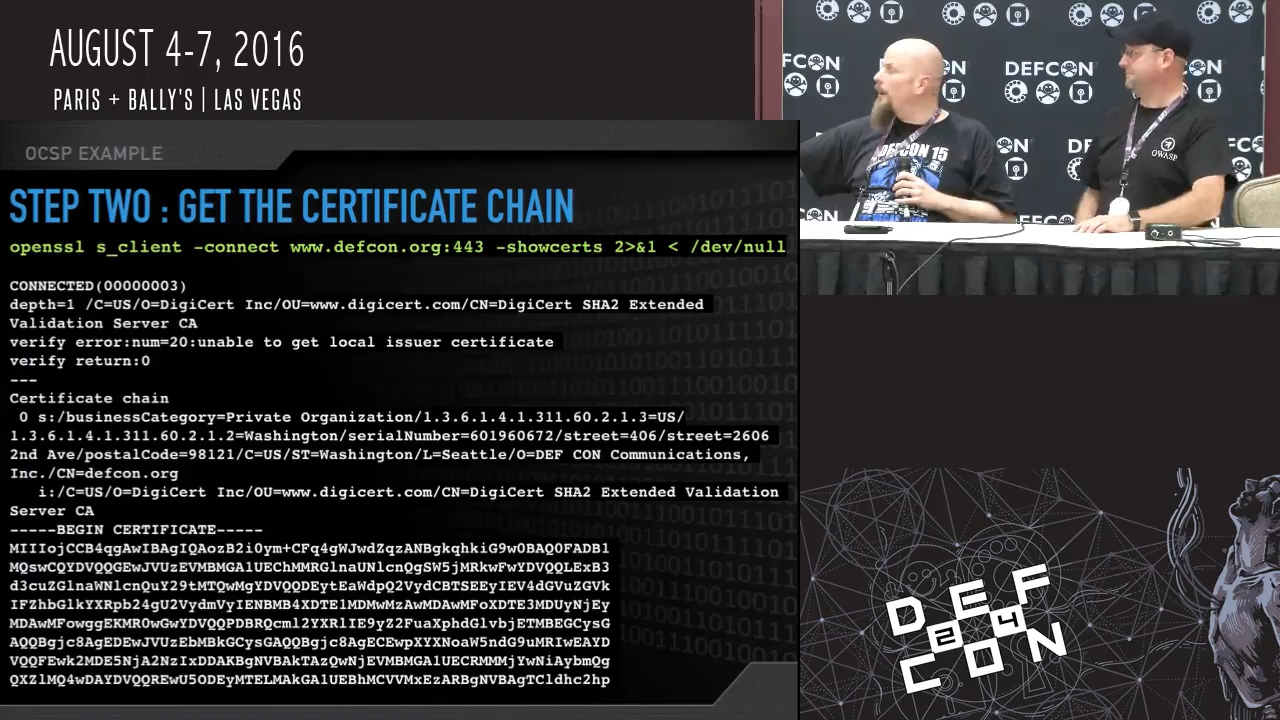 AUGUST 4-7, 2016
PARIS + BALLY'S | LAS VEGAS
OCSP EXAMPLE
STEP TWO : GET THE CERTIFICATE CHAIN
openssl s_client -connect www.defcon.org:443 -showcerts 2>&1 < /dev/null
CONNECTED(00000003)
depth=1 /C=US/O=DigiCert Inc/OU=www.digicert.com/CN=DigiCert SHA2 Extended
Validation Server CA
verify error:num=20:unable to get local issuer certificate
verify return:0
---
Certificate chain
0 s:/businessCategory=Private Organization/1.3.6.1.4.1.311.60.2.1.3=US/
1.3.6.1.4.1.311.60.2.1.2=Washington/serialNumber=601960672/street=406/street=2606
2nd Ave/postalCode=98121/C=US/ST=Washington/L=Seattle/O=DEF CON Communications,
Inc./CN=defcon.org
i:/C=US/O=DigiCert Inc/OU=www.digicert.com/CN=DigiCert SHA2 Extended Validation
Server CA
-----BEGIN CERTIFICATE-----
MIIIojCCB4qgAwIBAgIQAozB2i0ym+CFq4gWJwdZqzANBgkqhkiG9w0BAQ0FADB1
MQswCQYDVQQGEwJVUzEVMBMGA1UEChMMRGlnaUNlcnQgSW5jMRkwFwYDVQQLExB3
d3cuZGlnaWNlcnQuY29tMTQwMgYDVQQDEytEaWdpQ2VydCBTSEEyIEV4dGVuZGVk
IFZhbGlkYXRpb24gU2VydmVyIENBMB4XDTE1MDMwMzAwMDAwMFoXDTE3MDUyNjEy
MDAwMFowggEKMR0wGwYDVQQPDBRQcml2YXRlIE9yZ2FuaXphdGlvbjETMBEGCysG
AQQBgjc8AgEDEwJVUzEbMBkGCysGAQQBgjc8AgECEwpXYXNoaW5ndG9uMRIwEAYD
VQQFEwk2MDE5NjA2NzIxDDAKBgNVBAkTAzQwNjEVMBMGA1UECRMMMjYwNiAybmQg
QXZlMQ4wDAYDVQQREwU5ODEyMTELMAkGA1UEBhMCVVMxEzARBgNVBAgTCldhc2hp
DEFCON
DEFCON 15
OWASP
DEF
24
CON